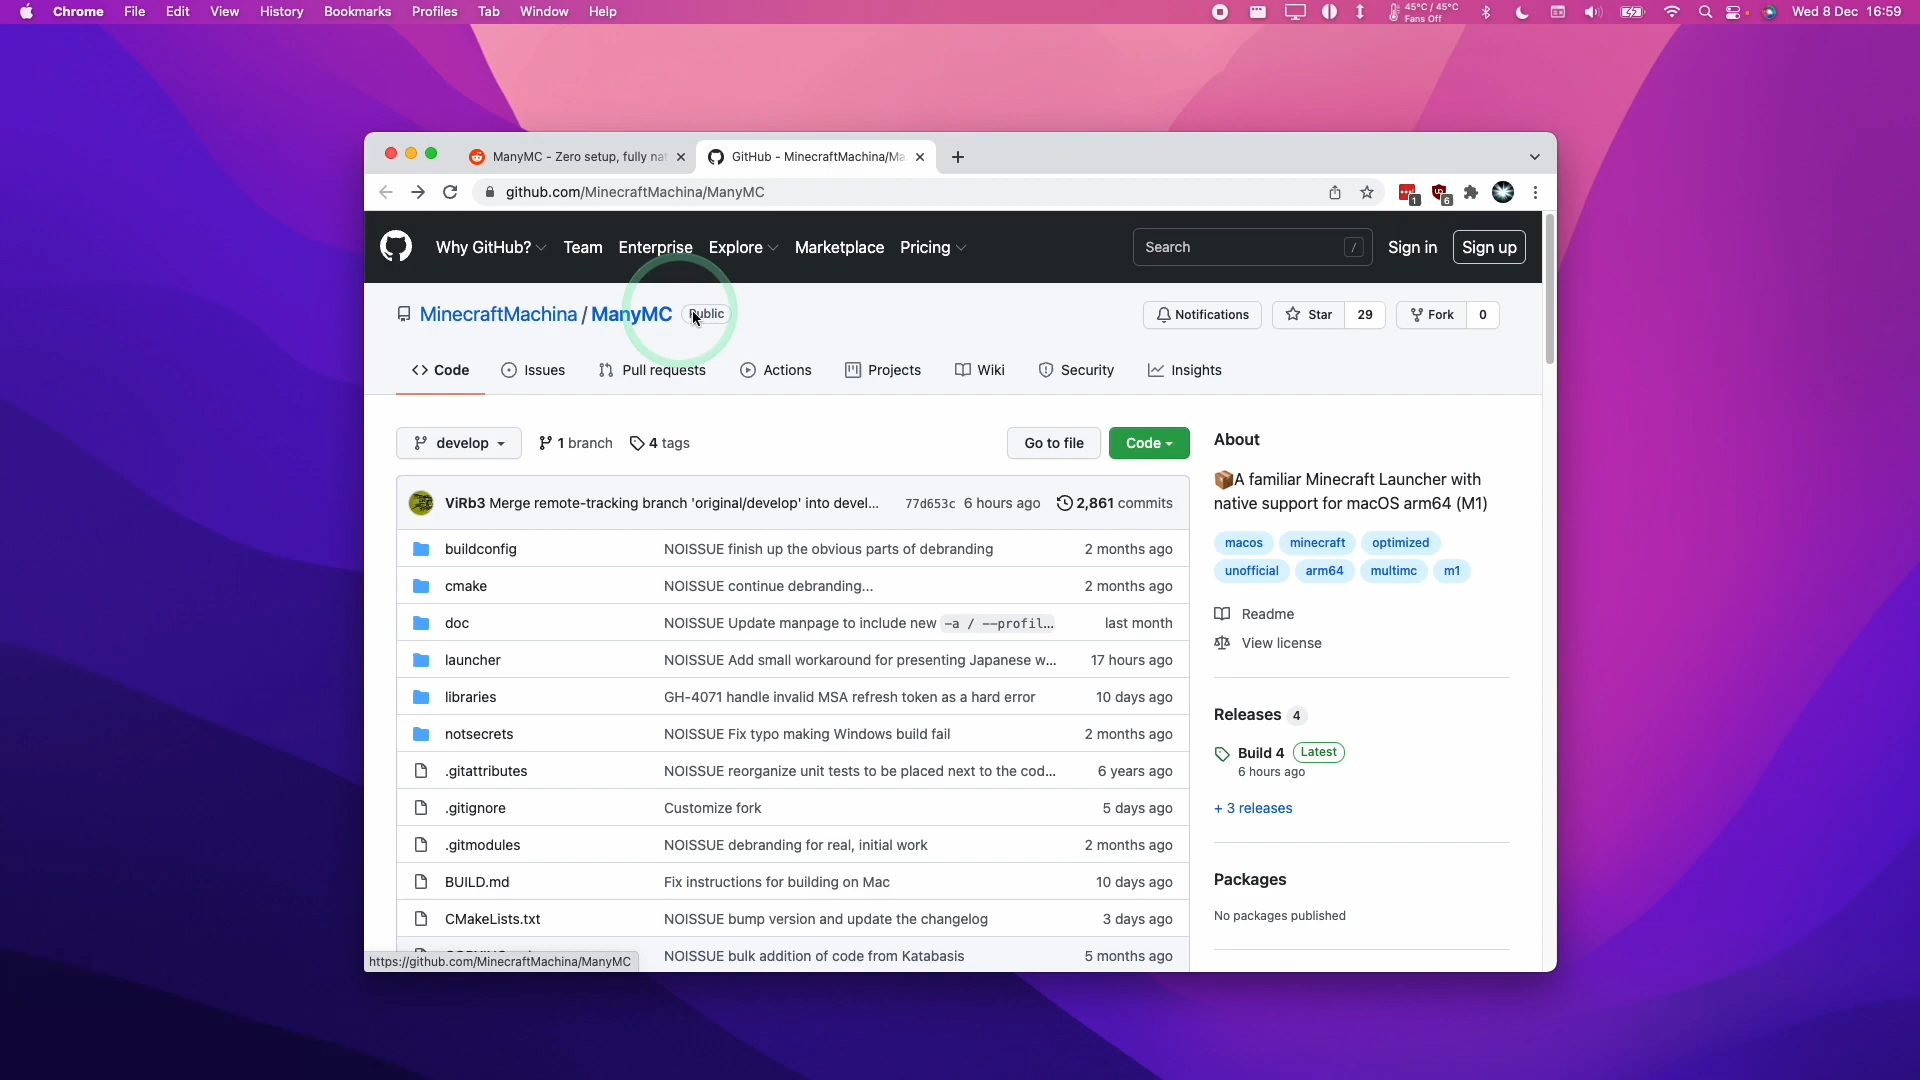 Chrome File Edit View History Bookmarks Profiles Tab Window Help 45°C / 45°C Fans Off Wed 8 Dec 16:59
ManyMC - Zero setup, fully nat GitHub - MinecraftMachina/Ma
github.com/MinecraftMachina/ManyMC 1 6
Why GitHub? Team Enterprise Explore Marketplace Pricing Search / Sign in Sign up
MinecraftMachina / ManyMC Public Notifications Star 29 Fork 0
<> Code Issues Pull requests Actions Projects Wiki Security Insights
develop 1 branch 4 tags Go to file Code
ViRb3 Merge remote-tracking branch 'original/develop' into devel... 77d653c 6 hours ago 2,861 commits
buildconfig NOISSUE finish up the obvious parts of debranding 2 months ago
cmake NOISSUE continue debranding... 2 months ago
doc NOISSUE Update manpage to include new -a / --profil... last month
launcher NOISSUE Add small workaround for presenting Japanese w... 17 hours ago
libraries GH-4071 handle invalid MSA refresh token as a hard error 10 days ago
notsecrets NOISSUE Fix typo making Windows build fail 2 months ago
.gitattributes NOISSUE reorganize unit tests to be placed next to the cod... 6 years ago
.gitignore Customize fork 5 days ago
.gitmodules NOISSUE debranding for real, initial work 2 months ago
BUILD.md Fix instructions for building on Mac 10 days ago
CMakeLists.txt NOISSUE bump version and update the changelog 3 days ago
NOISSUE bulk addition of code from Katabasis 5 months ago
About
A familiar Minecraft Launcher with
native support for macOS arm64 (M1)
macos minecraft optimized
unofficial arm64 multimc m1
Readme
View license
Releases 4
Build 4 Latest
6 hours ago
+ 3 releases
Packages
No packages published
https://github.com/MinecraftMachina/ManyMC